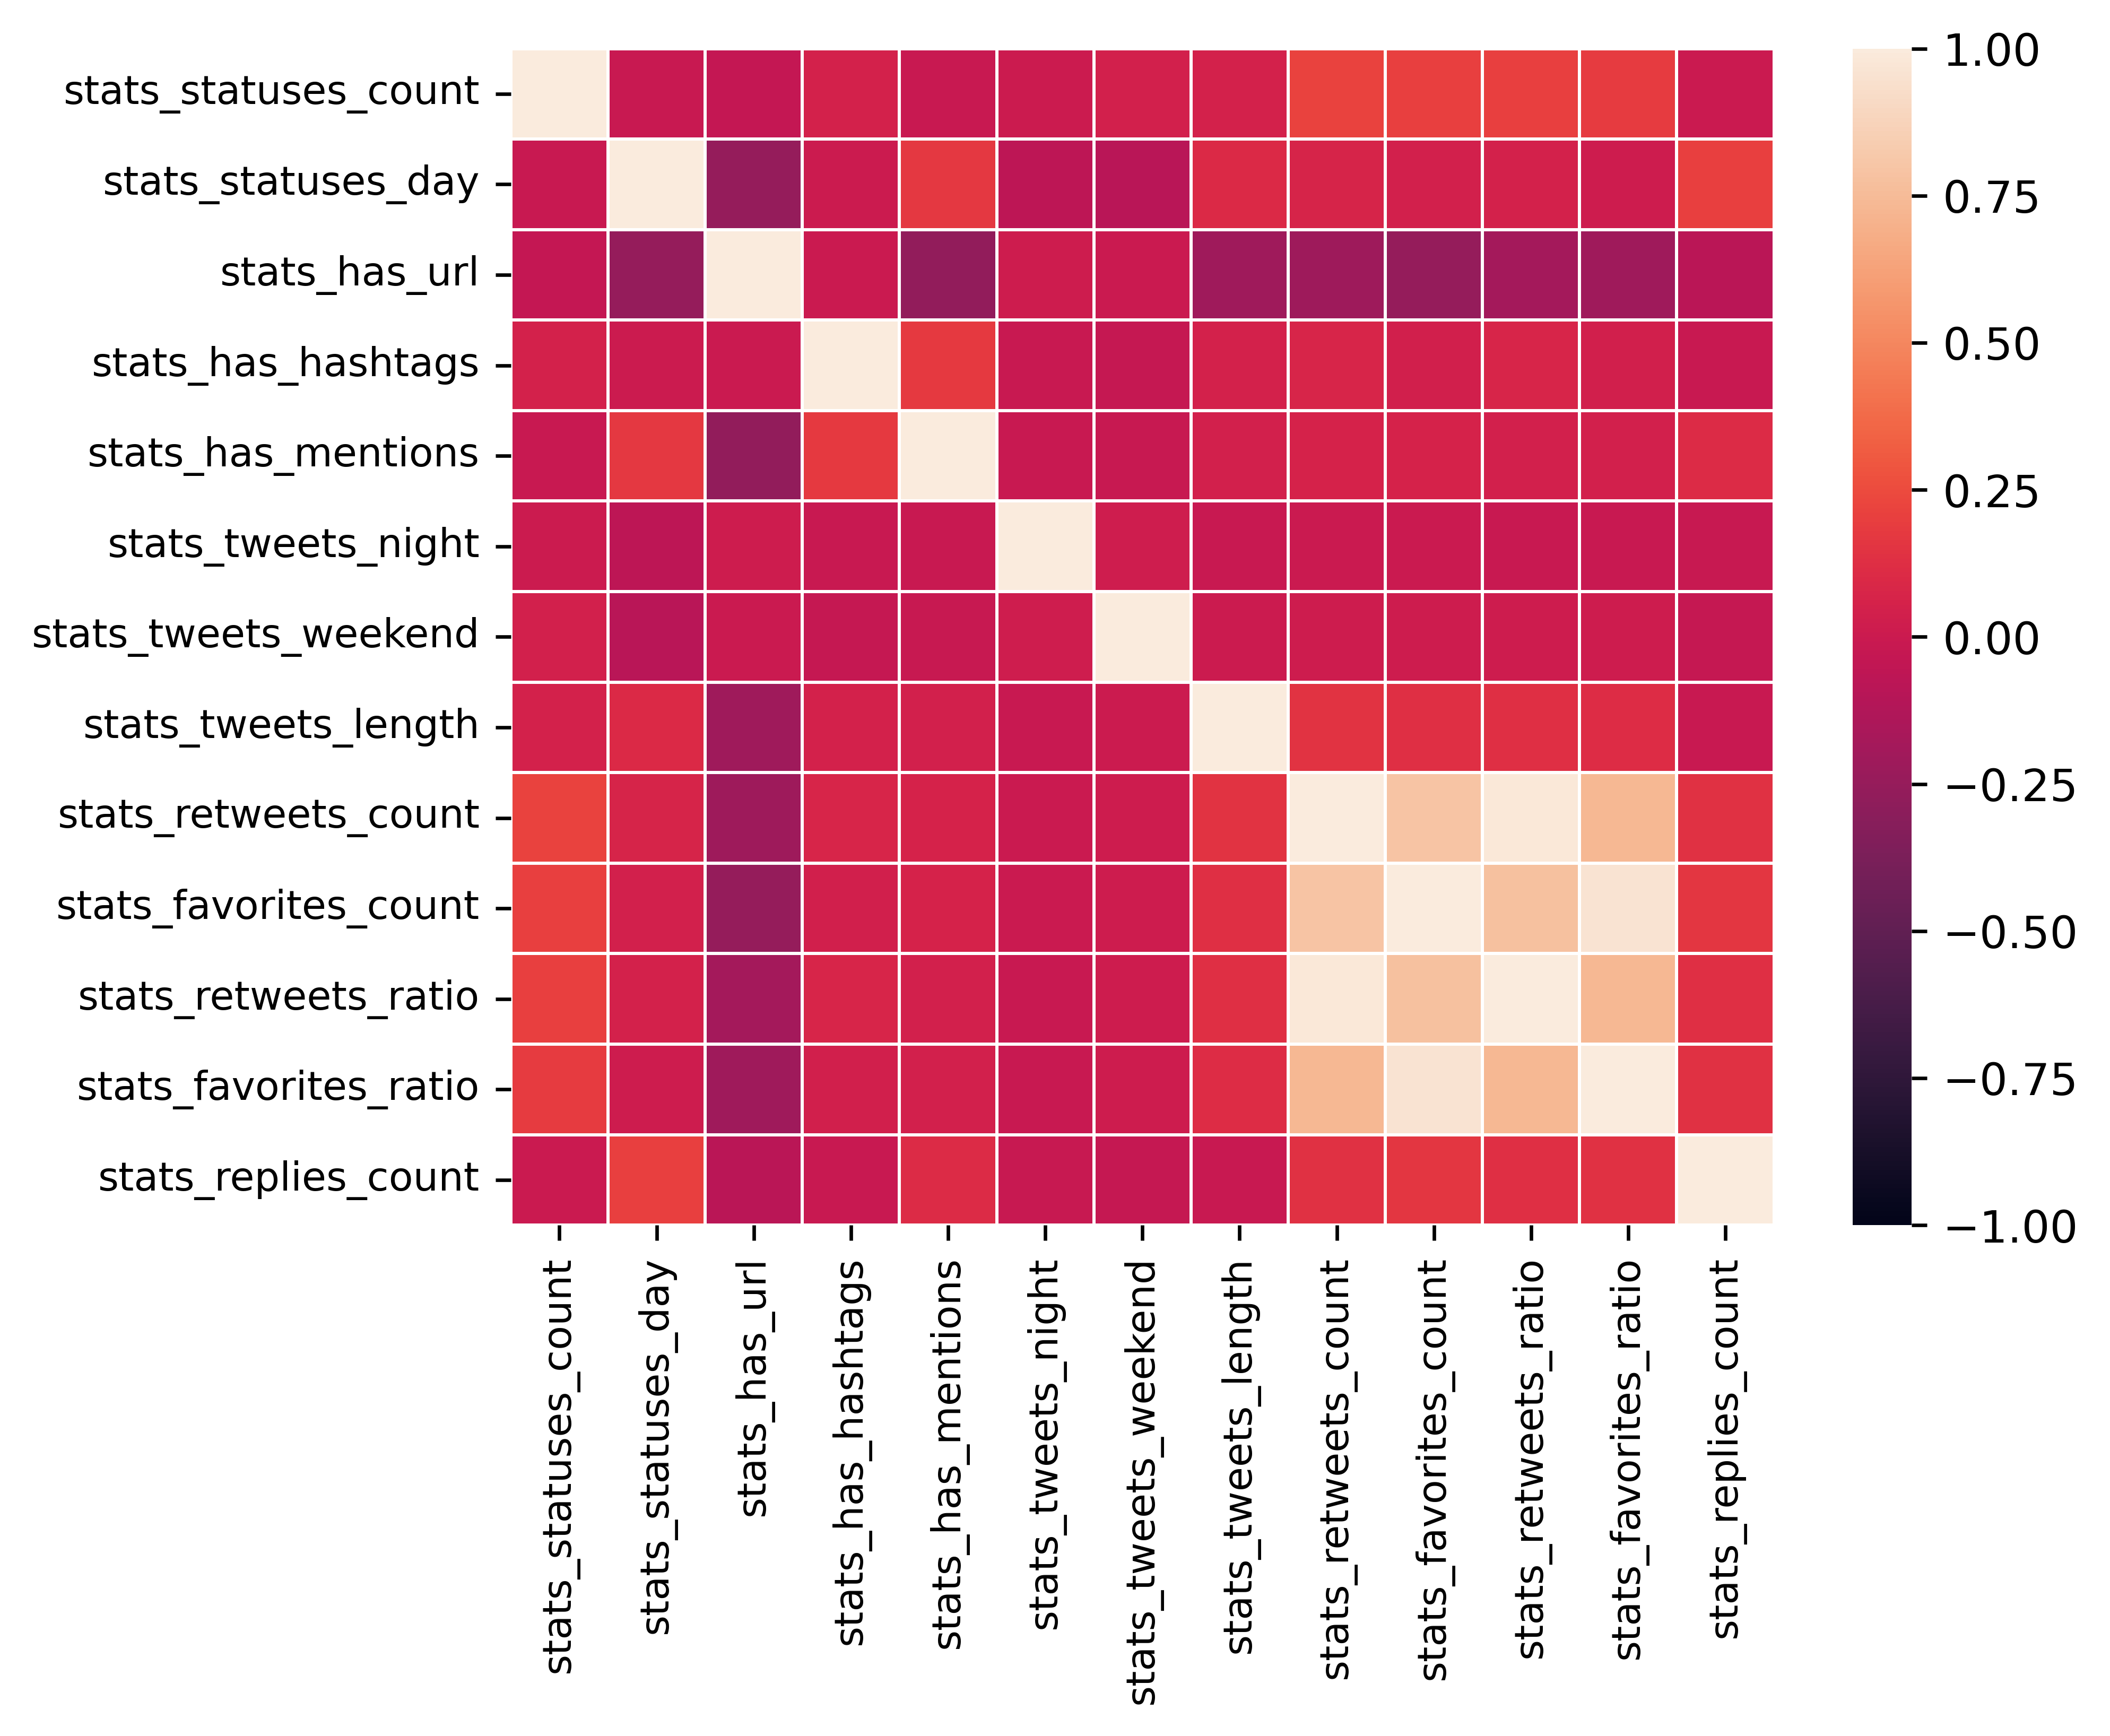 stats_statuses_count
stats_statuses_day
stats_has_url
stats_has_hashtags
stats_has_mentions
stats_tweets_night
stats_tweets_weekend
stats_tweets_length
stats_retweets_count
stats_favorites_count
stats_retweets_ratio
stats_favorites_ratio
stats_replies_count
stats_statuses_count
stats_statuses_day
stats_has_url
stats_has_hashtags
stats_has_mentions
stats_tweets_night
stats_tweets_weekend
stats_tweets_length
stats_retweets_count
stats_favorites_count
stats_retweets_ratio
stats_favorites_ratio
stats_replies_count
1.00
0.75
0.50
0.25
0.00
−0.25
−0.50
−0.75
−1.00